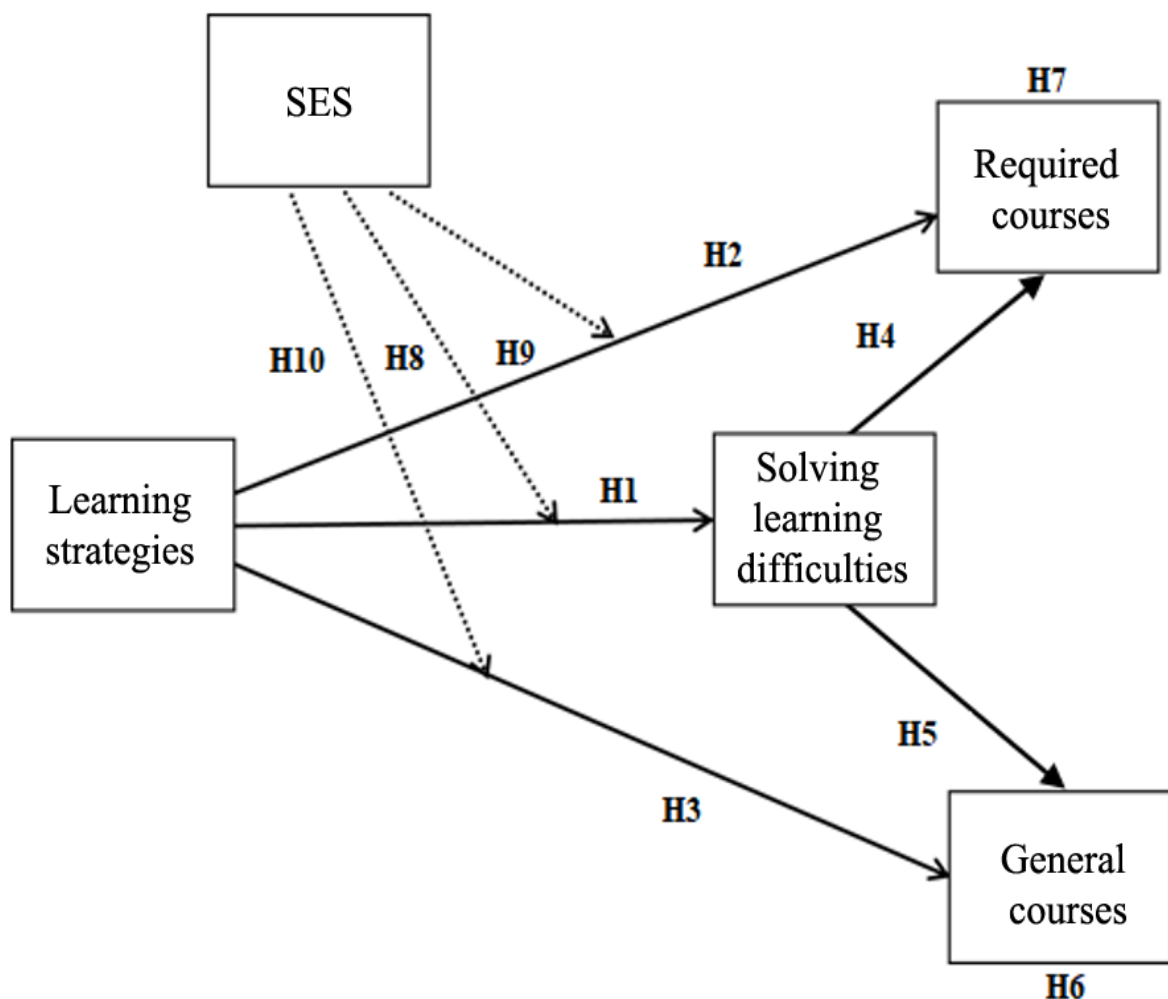 SES
H7
Required
courses
H2
H4
H10
H8
H9
Learning
strategies
H1
Solving
learning
difficulties
H5
H3
General
courses
H6